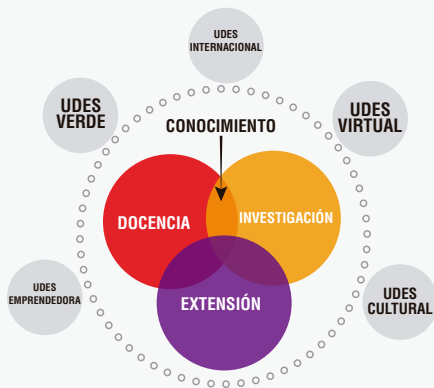 UDES
INTERNACIONAL
UDES
VERDE
UDES
VIRTUAL
CONOCIMIENTO
DOCENCIA
INVESTIGACIÓN
EXTENSIÓN
UDES
EMPRENDEDORA
UDES
CULTURAL